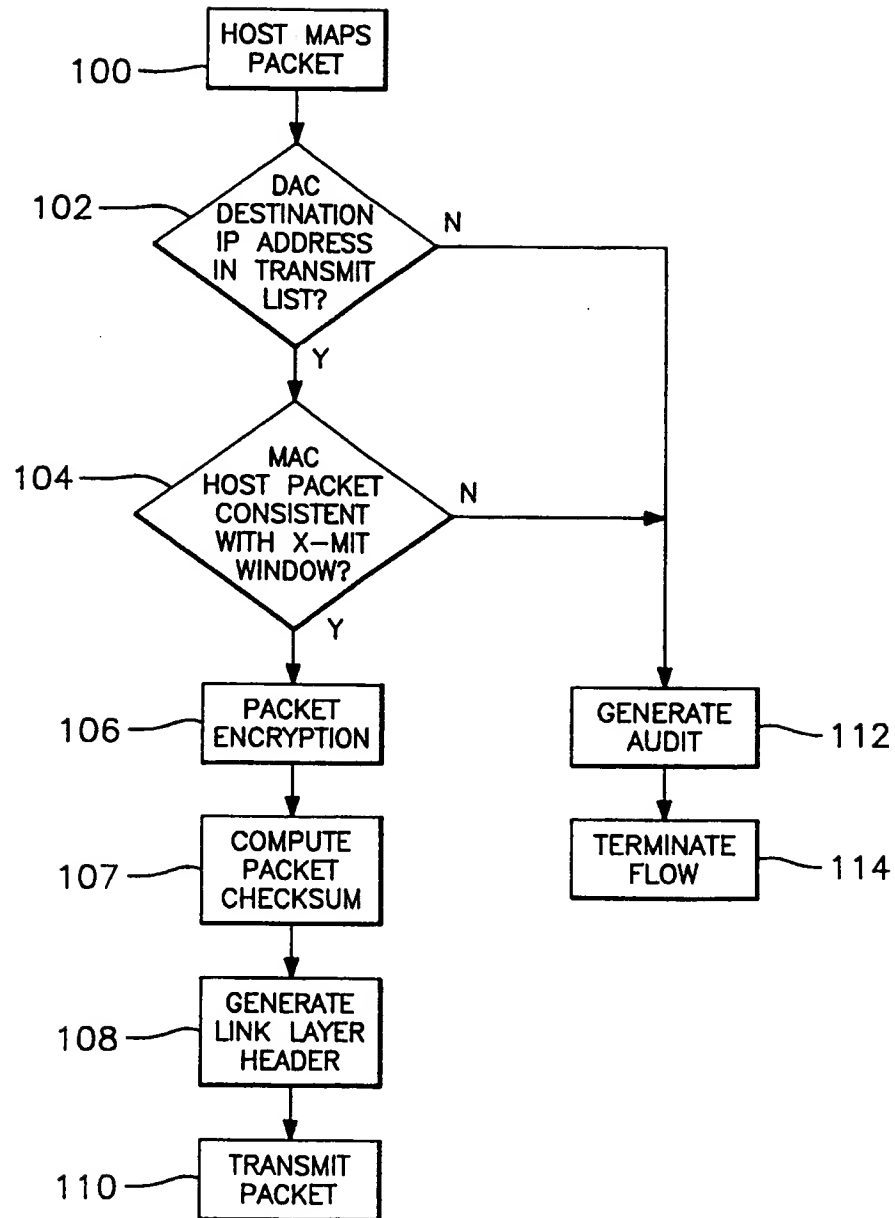 HOST MAPS
PACKET
100
DAC
DESTINATION
IP ADDRESS
IN TRANSMIT
LIST?
102
N
Y
MAC
HOST PACKET
CONSISTENT
WITH X-MIT
WINDOW?
104
N
Y
PACKET
ENCRYPTION
106
GENERATE
AUDIT
112
COMPUTE
PACKET
CHECKSUM
107
TERMINATE
FLOW
114
GENERATE
LINK LAYER
HEADER
108
TRANSMIT
PACKET
110